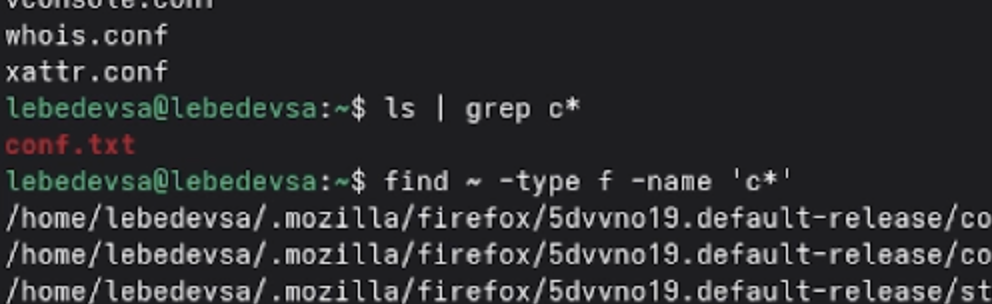 vconsole.conf
whois.conf
xattr.conf
lebedevsa@lebedevsa:~$ ls | grep c*
conf.txt
lebedevsa@lebedevsa:~$ find ~ -type f -name 'c*'
/home/lebedevsa/.mozilla/firefox/5dvvno19.default-release/co
/home/lebedevsa/.mozilla/firefox/5dvvno19.default-release/co
/home/lebedevsa/.mozilla/firefox/5dvvno19.default-release/st